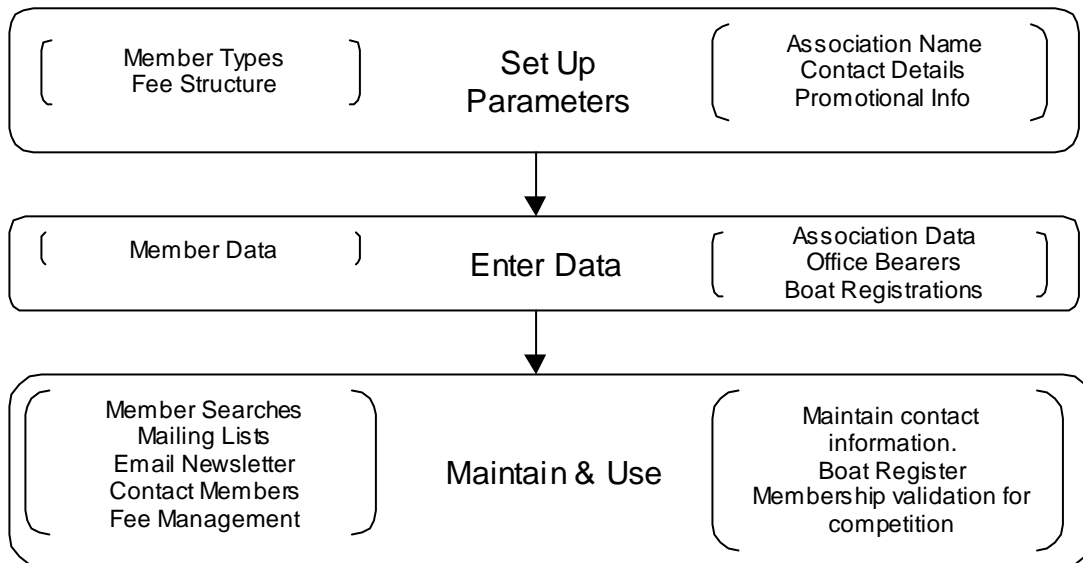 Member Types
Fee Structure
Set Up
Parameters
Association Name
Contact Details
Promotional Info
Member Data
Enter Data
Association Data
Office Bearers
Boat Registrations
Member Searches
Mailing Lists
Email Newsletter
Contact Members
Fee Management
Maintain & Use
Maintain contact
information.
Boat Register
Membership validation for
competition